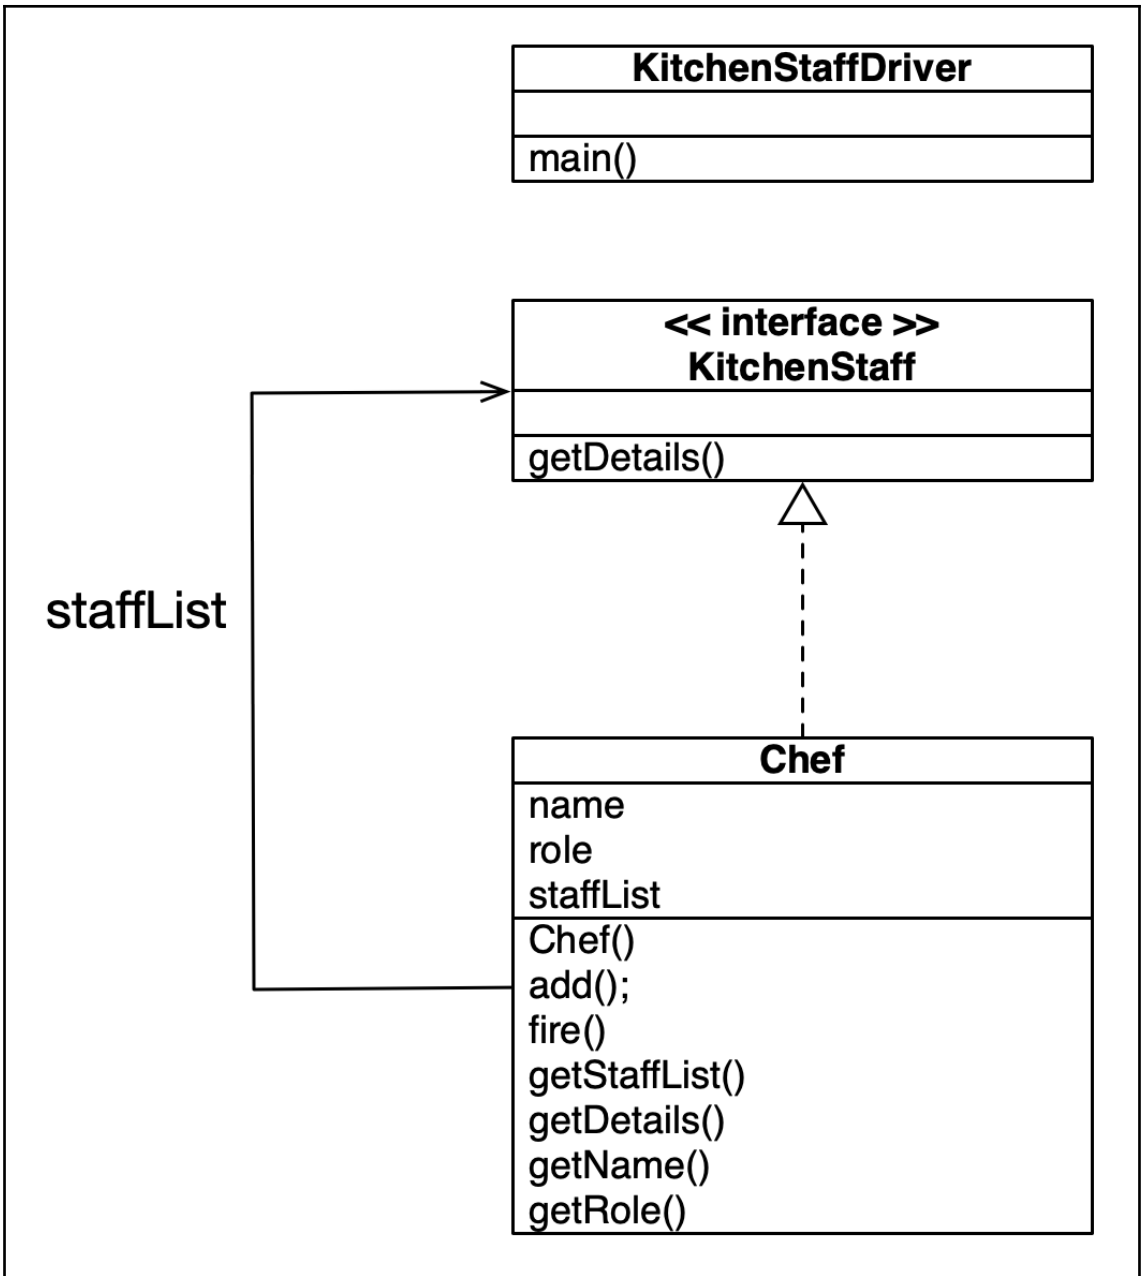 KitchenStaffDriver
main()
<< interface >>
KitchenStaff
getDetails()
staffList
Chef
name
role
staffList
Chef()
add();
fire()
getStaffList()
getDetails()
getName()
getRole()